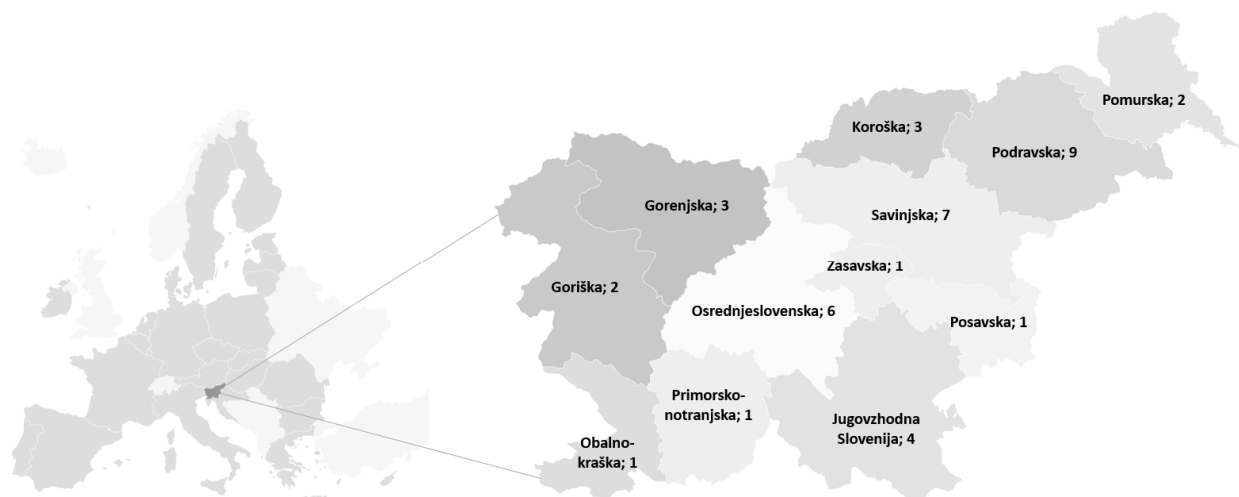 Pomurska; 2
Koroška; 3
Podravska; 9
Gorenjska; 3
Savinjska; 7
Zasavska; 1
Goriška; 2
Osrednjeslovenska; 6
Posavska; 1
Primorsko-
notranjska; 1
Jugovzhodna
Slovenija; 4
Obalno-
kraška; 1